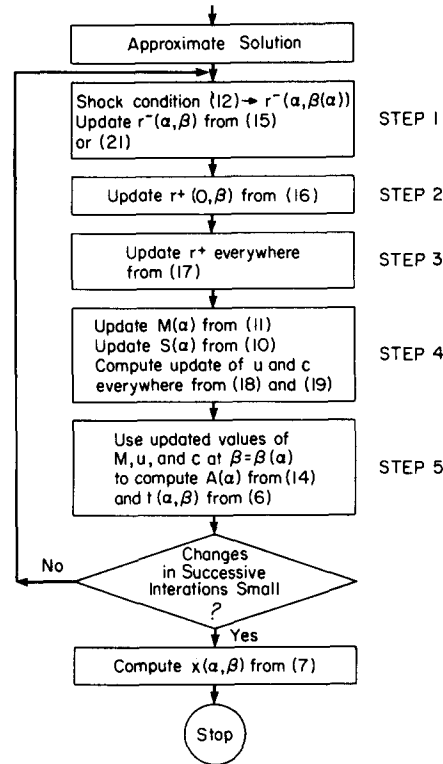 Approximate Solution
Shock condition (12)→ r⁻(α,β(α))
Update r⁻(α,β) from (15)
or (21)
STEP 1
Update r+ (0,β) from (16)
STEP 2
Update r⁺ everywhere
from (17)
STEP 3
Update M(α) from (11)
Update S(α) from (10)
Compute update of u and c
everywhere from (18) and (19)
STEP 4
Use updated values of
M, u, and c at β=β(α)
to compute A(α) from (14)
and t(α,β) from (6)
STEP 5
No
Changes
in Successive
Interations Small
?
Yes
Compute x(α,β) from (7)
Stop